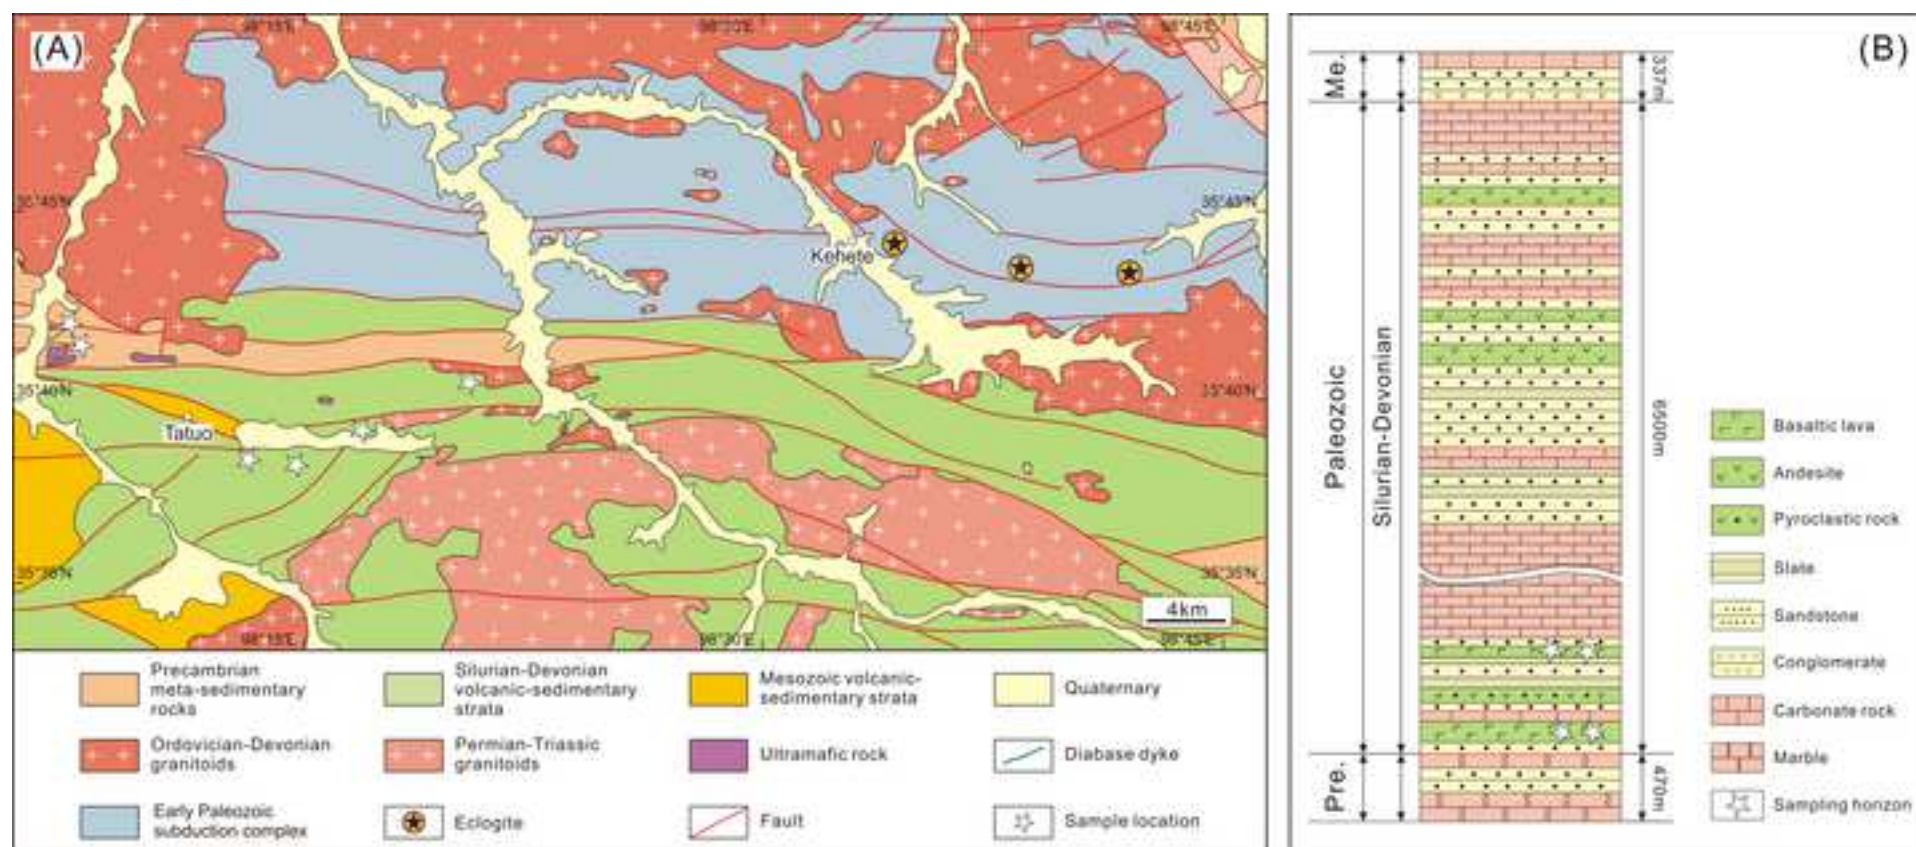 (A)
98°15'E
98°45'E
35°45'N
35°45'N
Kehete
35°40'N
35°40'N
Tatuo
35°35'N
4km
98°15'E
98°30'E
98°45'E
Precambrian
meta-sedimentary
rocks
Silurian-Devonian
volcanic-sedimentary
strata
Mesozoic volcanic-
sedimentary strata
Quaternary
Ordovician-Devonian
granitoids
Permian-Triassic
granitoids
Ultramafic rock
Diabase dyke
Early Paleozoic
subduction complex
Eclogite
Fault
Sample location
(B)
Me.
337m
Paleozoic
Silurian-Devonian
6500m
Pre.
470m
Basaltic lava
Andesite
Pyroclastic rock
Slate
Sandstone
Conglomerate
Carbonate rock
Marble
Sampling horizon